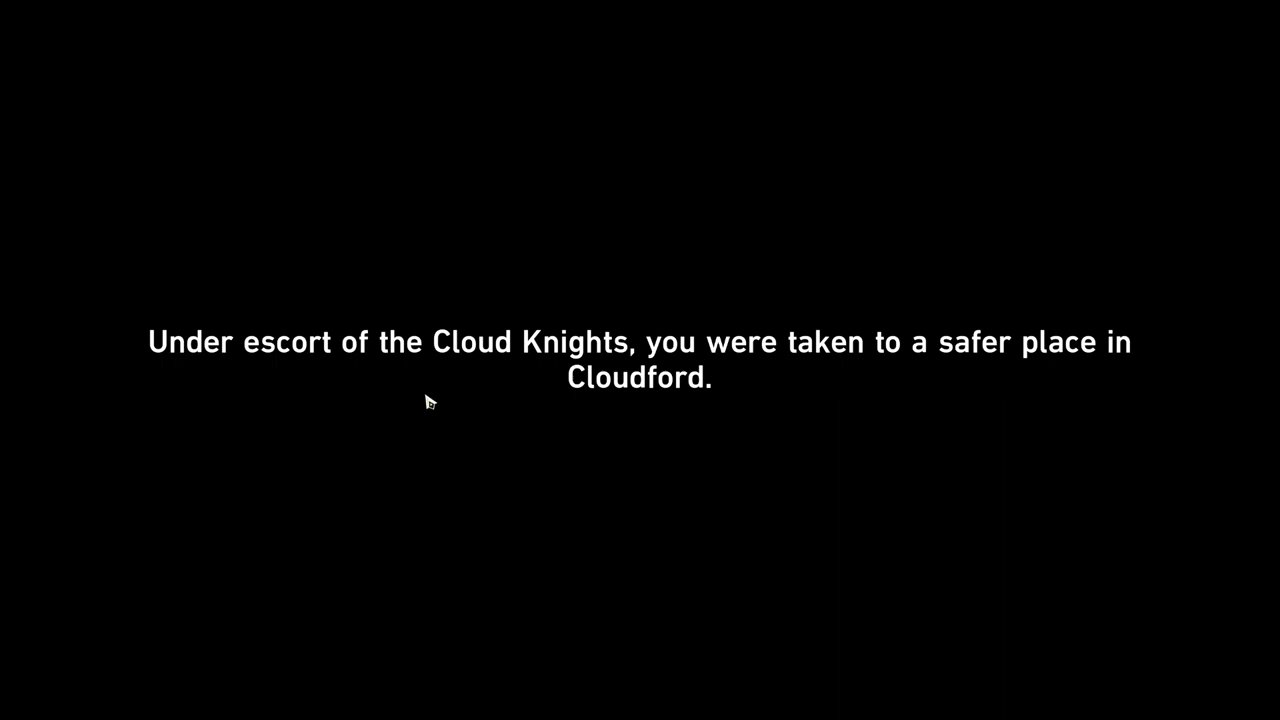 Under escort of the Cloud Knights, you were taken to a safer place in
Cloudford.